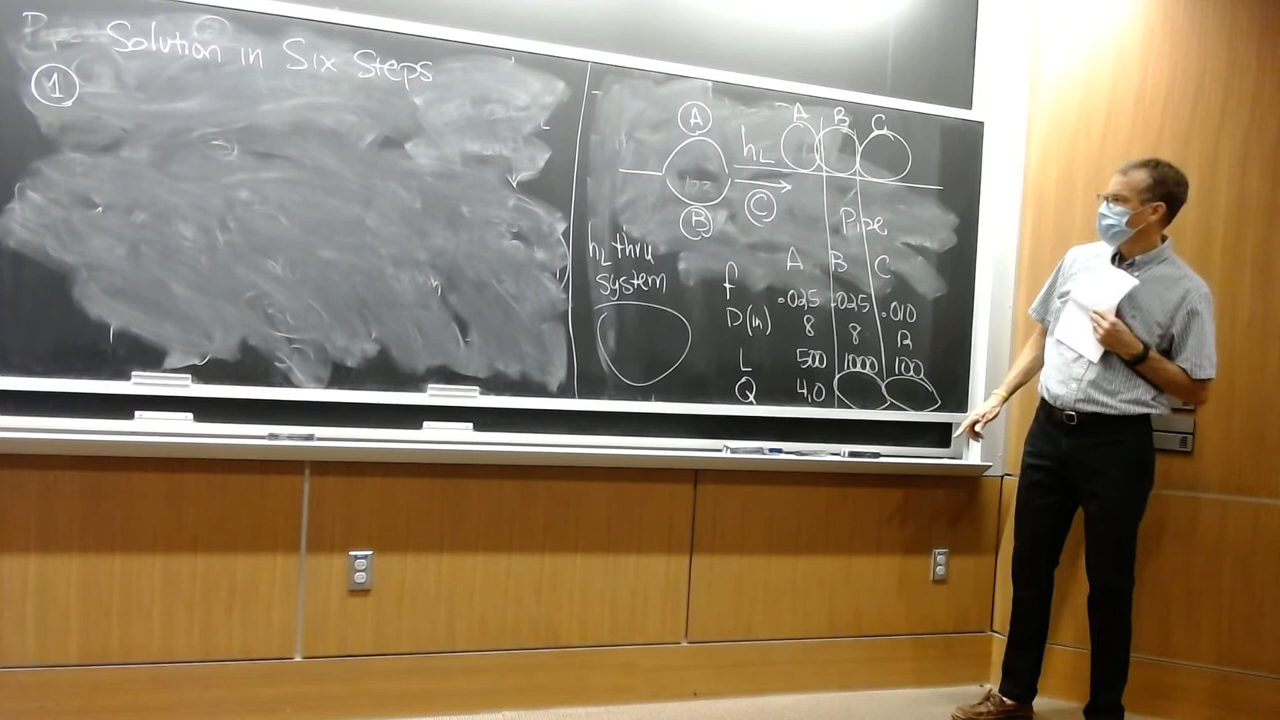 Solution in Six Steps
①
Ⓐ
h_L
A B C
Ⓑ
Ⓒ
Pipe
h_L thru
system
A B C
f .025 .025 .010
D(in) 8 8 12
L 500 1000 100
Q 4.0